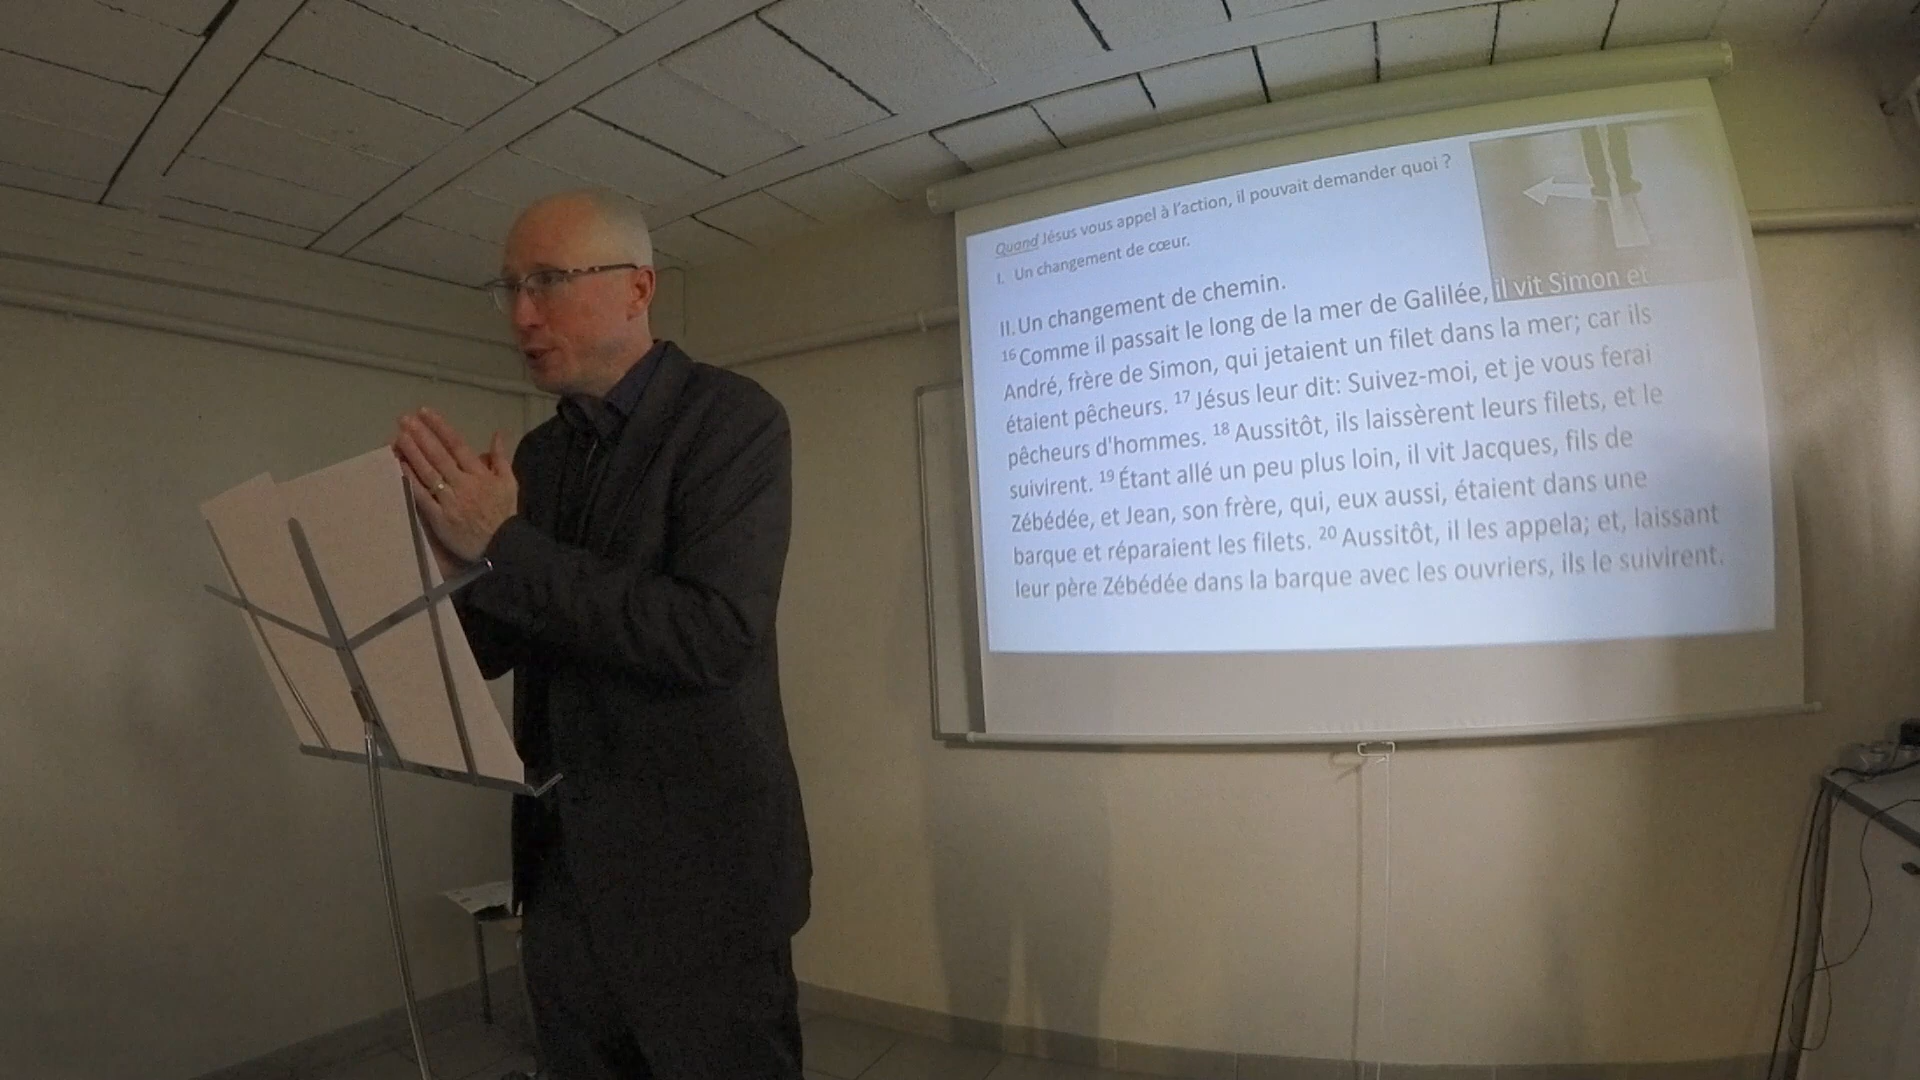 Quand Jésus vous appel à l'action, il pouvait demander quoi ?
I. Un changement de cœur.
II. Un changement de chemin.
16 Comme il passait le long de la mer de Galilée, il vit Simon et
André, frère de Simon, qui jetaient un filet dans la mer; car ils
étaient pêcheurs. 17 Jésus leur dit: Suivez-moi, et je vous ferai
pêcheurs d'hommes. 18 Aussitôt, ils laissèrent leurs filets, et le
suivirent. 19 Étant allé un peu plus loin, il vit Jacques, fils de
Zébédée, et Jean, son frère, qui, eux aussi, étaient dans une
barque et réparaient les filets. 20 Aussitôt, il les appela; et, laissant
leur père Zébédée dans la barque avec les ouvriers, ils le suivirent.